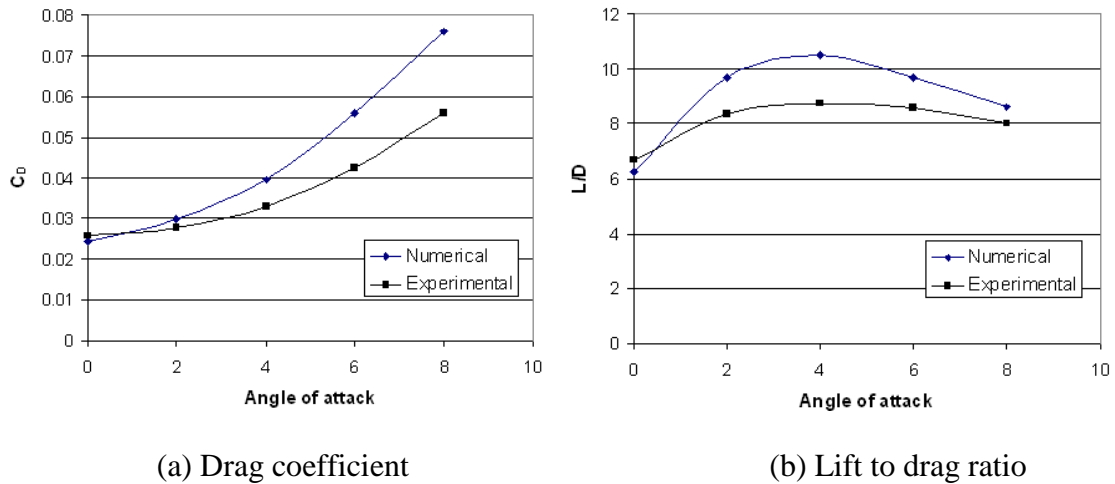 0.08
0.07
0.06
0.05
0.04
0.03
0.02
0.01
0
C_D
0 2 4 6 8 10
Angle of attack
Numerical
Experimental
12
10
8
6
4
2
0
L/D
0 2 4 6 8 10
Angle of attack
Numerical
Experimental
(a) Drag coefficient
(b) Lift to drag ratio